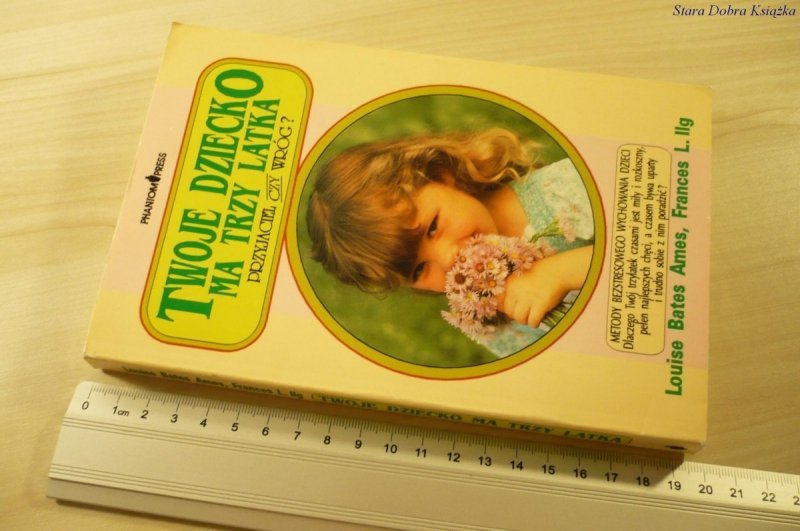 Stara Dobra Książka
PHANTOM PRESS
TWOJE DZIECKO
MA TRZY LATKA
PRZYJACIEL CZY WRÓG?
METODY BEZSTRESOWEGO WYCHOWANIA DZIECI
Dlaczego Twój trzylatek czasami jest miły i rozkoszny,
pełen najlepszych chęci, a czasem bywa uparty
i trudno sobie z nim poradzić?
Louise Bates Ames, Frances L. Ilg
Louise Bates Ames, Frances L. Ilg (TWOJE DZIECKO MA TRZY LATKA)
0 1cm 2 3 4 5 6 7 8 9 10 11 12 13 14 15 16 17 18 19 20 21 22